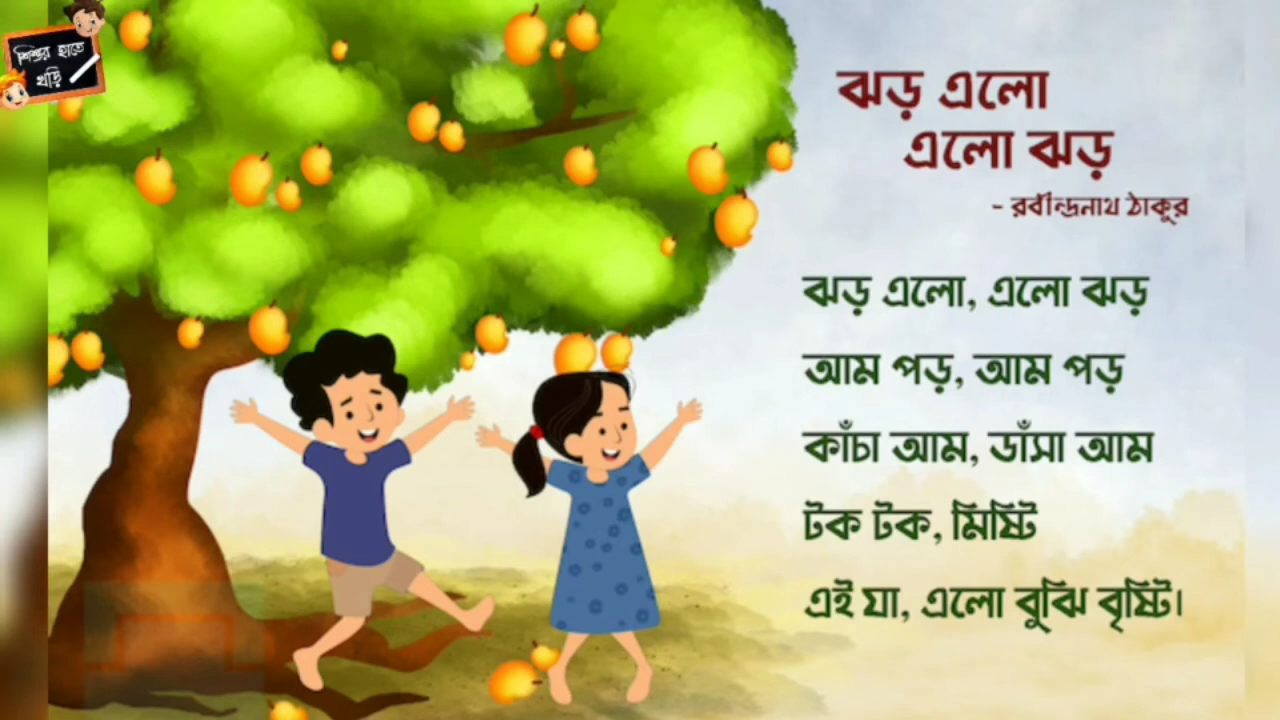 শিশুর হাতে
খড়ি
ঝড় এলো
এলো ঝড়
- রবীন্দ্রনাথ ঠাকুর
ঝড় এলো, এলো ঝড়
আম পড়, আম পড়
কাঁচা আম, ডাঁসা আম
টক টক, মিষ্টি
এই যা, এলো বুঝি বৃষ্টি।